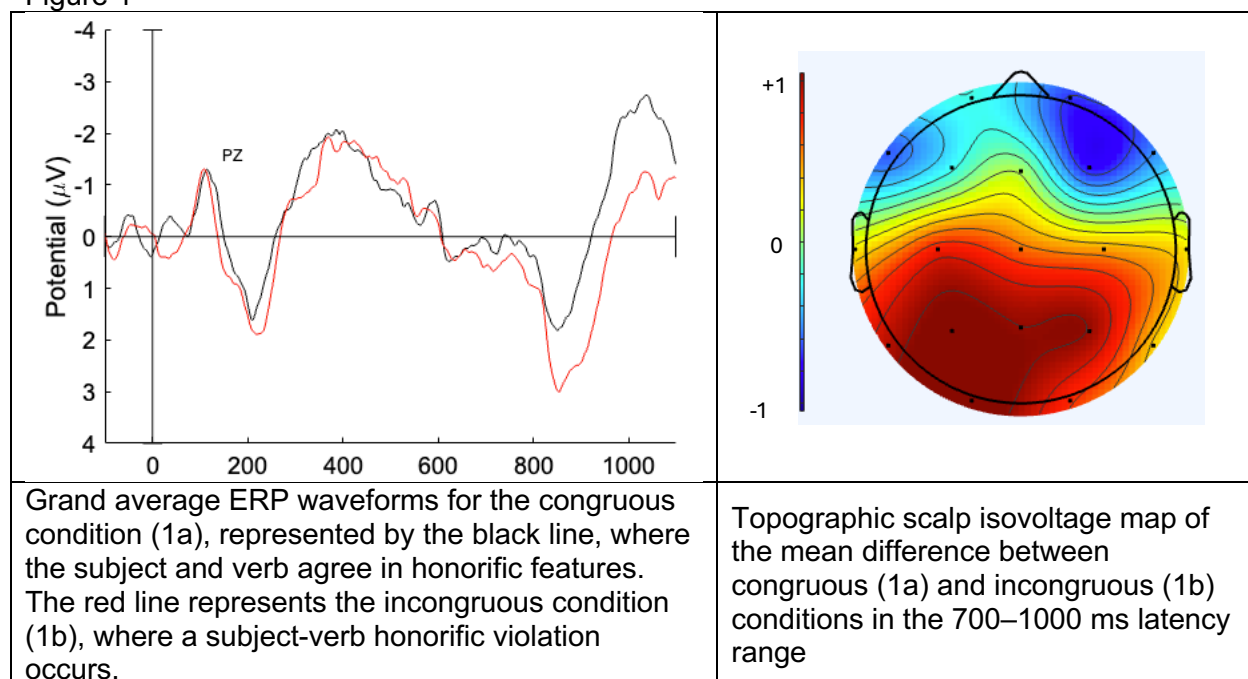 Figure 1
-4
-3
-2
-1
0
1
2
3
4
Potential (μV)
PZ
0 200 400 600 800 1000
+1
0
-1
Grand average ERP waveforms for the congruous
condition (1a), represented by the black line, where
the subject and verb agree in honorific features.
The red line represents the incongruous condition
(1b), where a subject-verb honorific violation
occurs.
Topographic scalp isovoltage map of
the mean difference between
congruous (1a) and incongruous (1b)
conditions in the 700–1000 ms latency
range